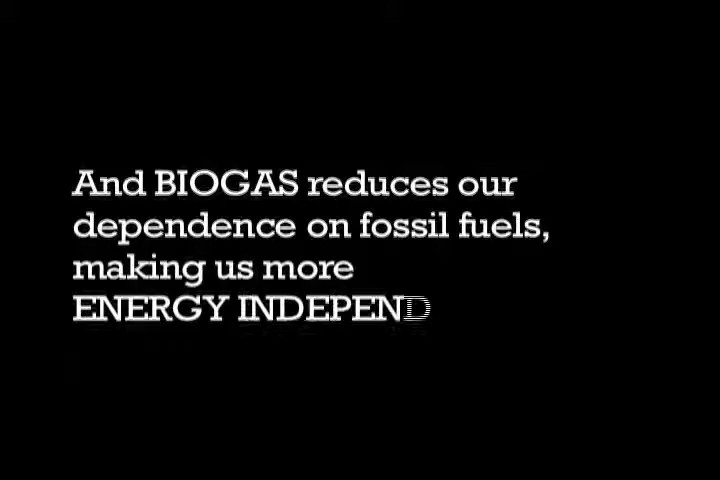 And BIOGAS reduces our
dependence on fossil fuels,
making us more
ENERGY INDEPEND